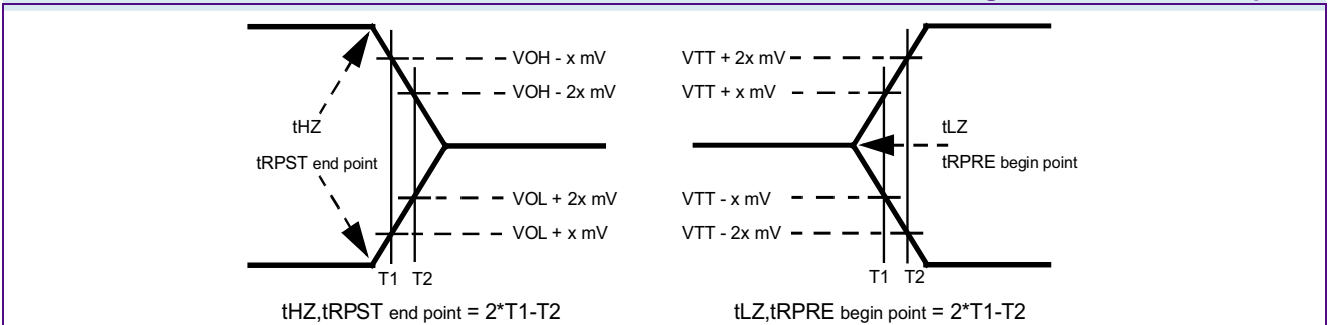 VOH - x mV
VTT + 2x mV
VOH - 2x mV
VTT + x mV
tHZ
tLZ
tRPST end point
tRPRE begin point
VOL + 2x mV
VTT - x mV
VOL + x mV
VTT - 2x mV
T1 T2
T1 T2
tHZ,tRPST end point = 2*T1-T2
tLZ,tRPRE begin point = 2*T1-T2